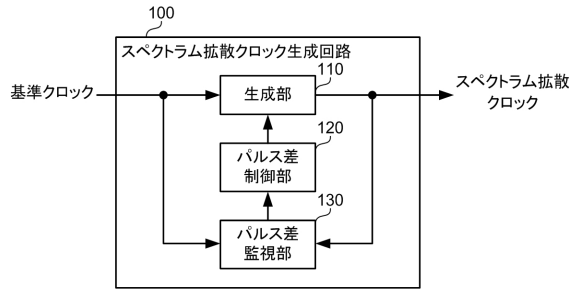 100
スペクトラム拡散クロック生成回路
110
基準クロック
生成部
スペクトラム拡散
クロック
120
パルス差
制御部
130
パルス差
監視部